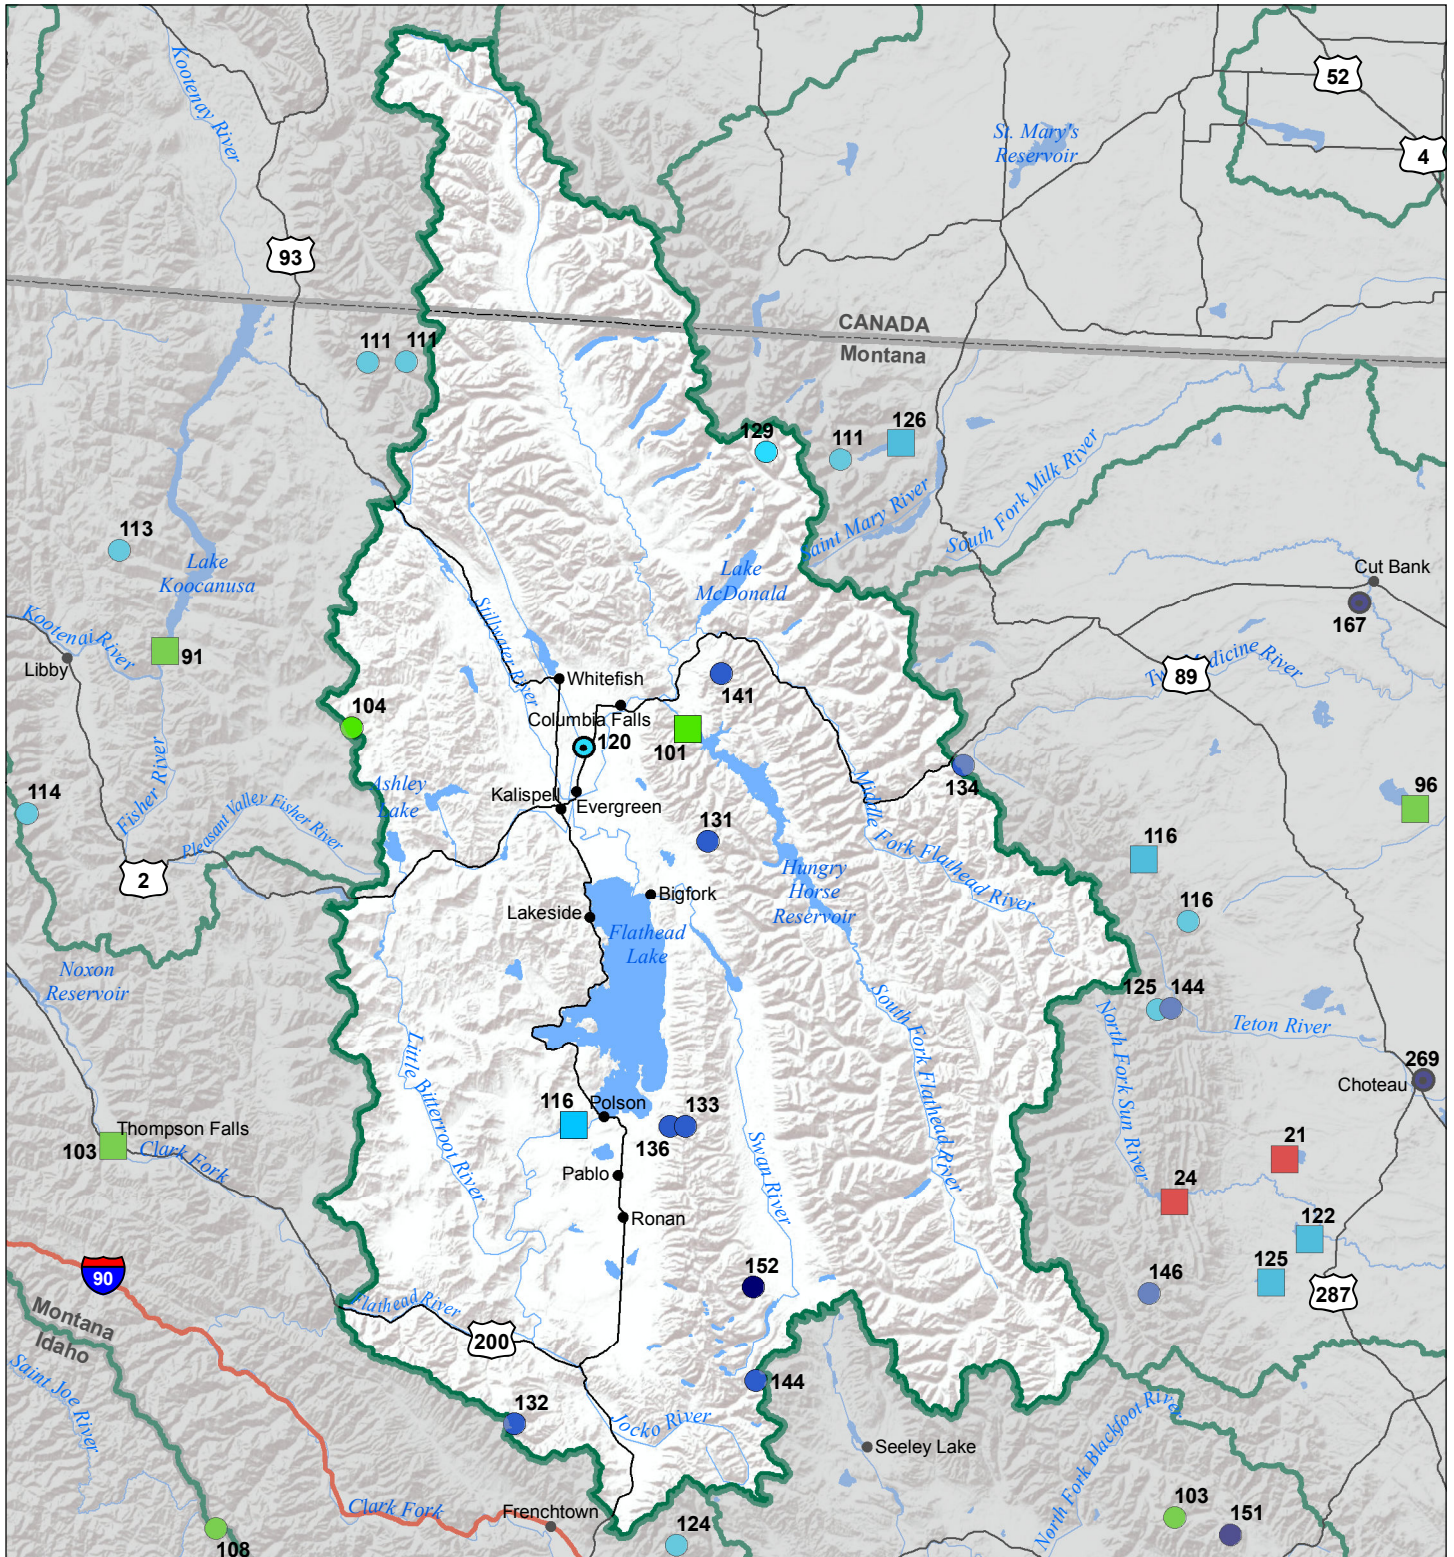 Kootenay River
52
4
St. Mary's
Reservoir
93
CANADA
Montana
111
111
129
111
126
South Fork Milk River
Saint Mary River
113
Lake
Koocanusa
Lake
McDonald
Cut Bank
167
Kootenai River
Libby
91
Stillwater River
Whitefish
141
Two Medicine River
89
104
Columbia Falls
120
101
134
Fisher River
Ashley
Lake
Kalispell
Evergreen
96
114
Pleasant Valley Fisher River
131
Middle Fork Flathead River
116
2
Hungry
Horse
Reservoir
Bigfork
Lakeside
Flathead
Lake
116
Noxon
Reservoir
125
144
North Fork Sun River
Teton River
South Fork Flathead River
Little Bitterroot River
269
Choteau
116
Polson
133
136
Thompson Falls
103
Clark Fork
Swan River
Pablo
21
24
Ronan
122
90
152
146
125
287
Montana
Idaho
Flathead River
200
Saint Joe River
144
132
Jocko River
North Fork Blackfoot River
Seeley Lake
Clark Fork
Frenchtown
103
151
108
124